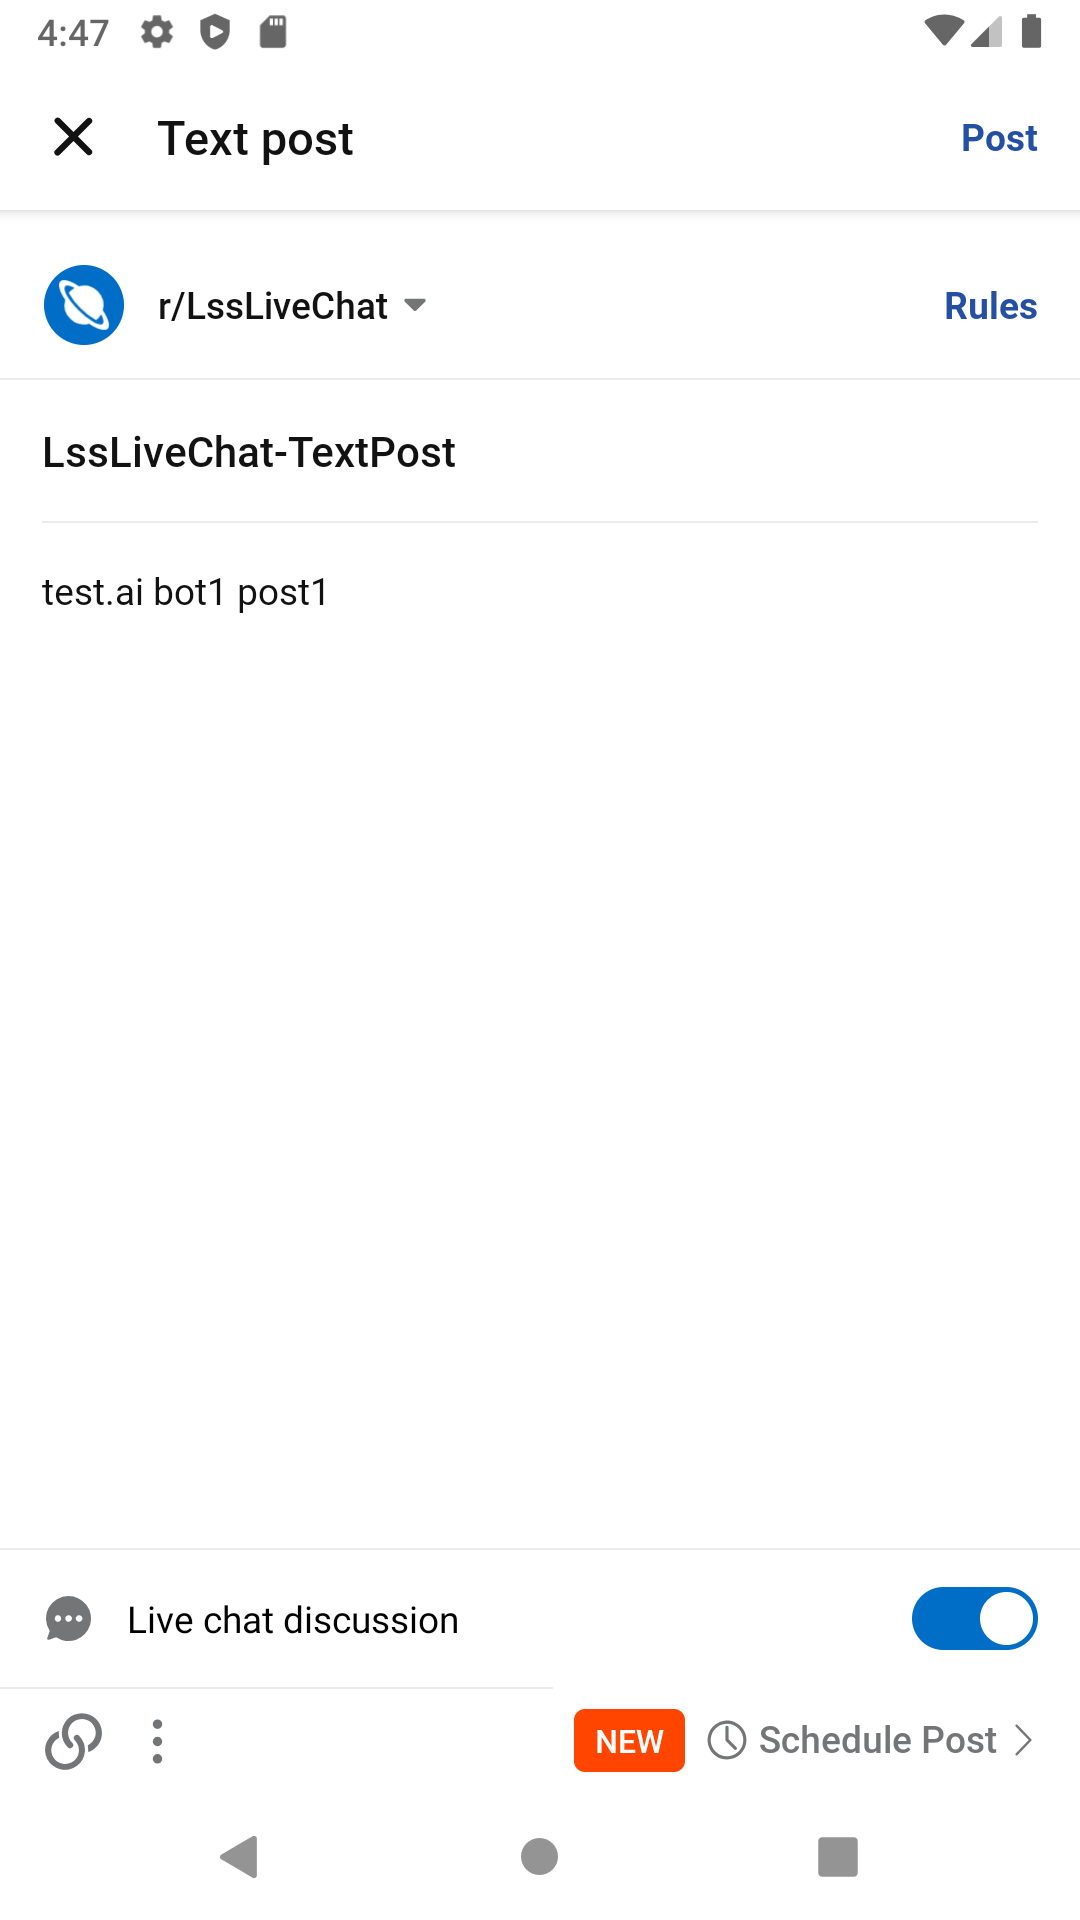 4:47
Text post
Post
r/LssLiveChat
Rules
LssLiveChat-TextPost
test.ai bot1 post1
Live chat discussion
NEW
Schedule Post